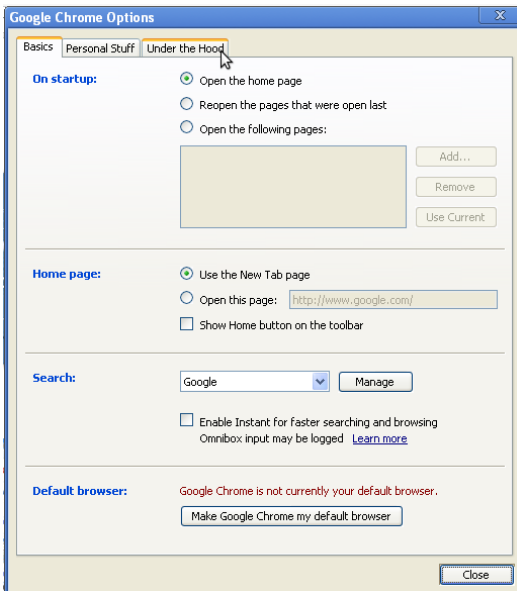 Google Chrome Options
Basics Personal Stuff Under the Hood
On startup: Open the home page
Reopen the pages that were open last
Open the following pages:
Add...
Remove
Use Current
Home page: Use the New Tab page
Open this page: http://www.google.com/
Show Home button on the toolbar
Search: Google Manage
Enable Instant for faster searching and browsing
Omnibox input may be logged Learn more
Default browser: Google Chrome is not currently your default browser.
Make Google Chrome my default browser
Close